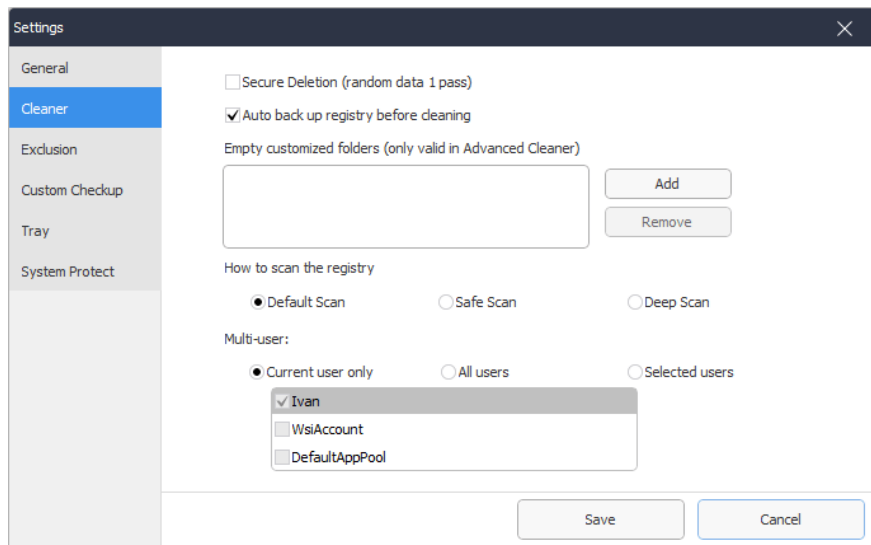 Settings
General
Cleaner
Exclusion
Custom Checkup
Tray
System Protect
Secure Deletion (random data 1 pass)
Auto back up registry before cleaning
Empty customized folders (only valid in Advanced Cleaner)
Add
Remove
How to scan the registry
Default Scan Safe Scan Deep Scan
Multi-user:
Current user only All users Selected users
Ivan
WsiAccount
DefaultAppPool
Save Cancel